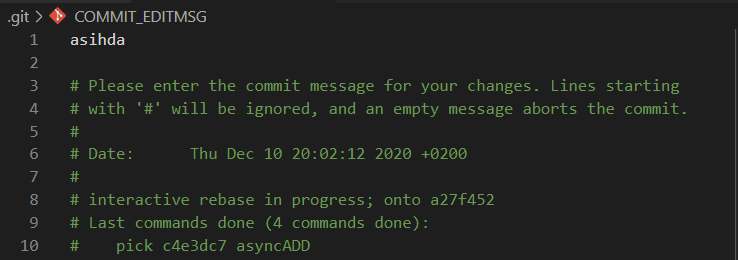 .git > COMMIT_EDITMSG
1 asihda
2
3 # Please enter the commit message for your changes. Lines starting
4 # with '#' will be ignored, and an empty message aborts the commit.
5 #
6 # Date:      Thu Dec 10 20:02:12 2020 +0200
7 #
8 # interactive rebase in progress; onto a27f452
9 # Last commands done (4 commands done):
10 #    pick c4e3dc7 asyncADD